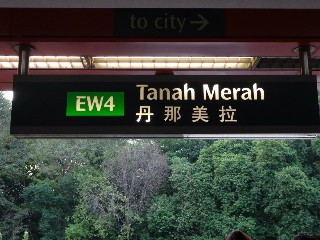 to city →
EW4 Tanah Merah
丹那美拉